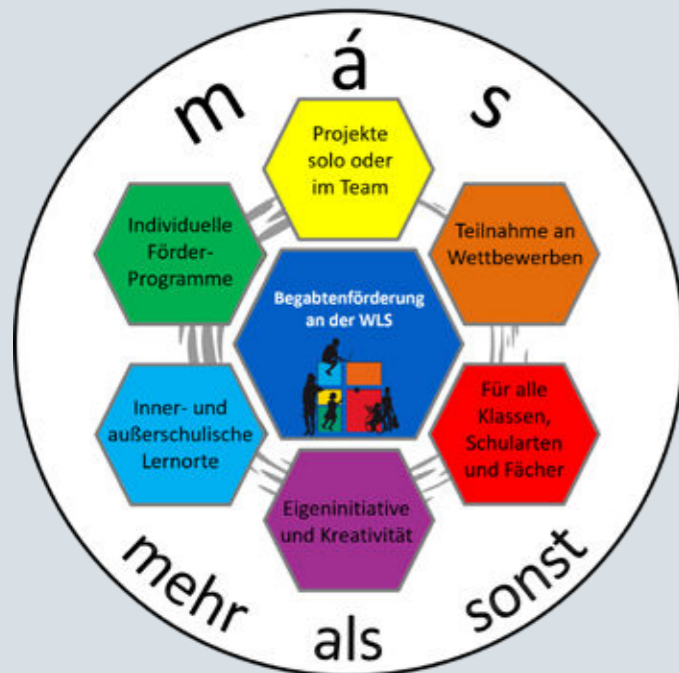 m á s
Projekte
solo oder
im Team
Individuelle
Förder-
Programme
Teilnahme an
Wettbewerben
Begabtenförderung
an der WLS
Inner- und
außerschulische
Lernorte
Für alle
Klassen,
Schularten
und Fächer
Eigeninitiative
und Kreativität
mehr als sonst